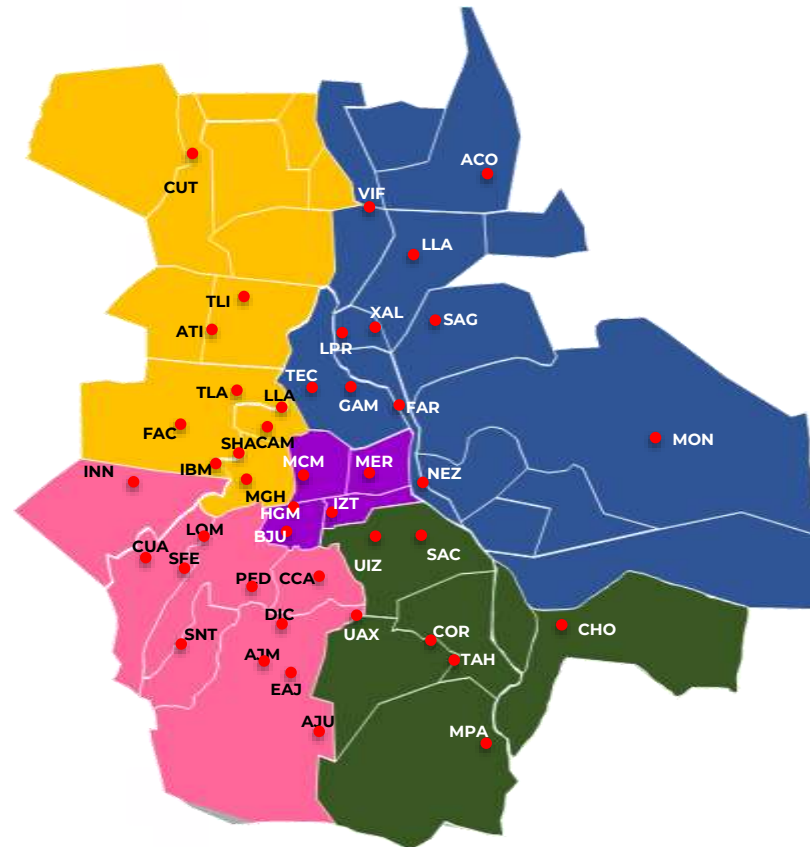 ACO
CUT
VIF
LLA
TLI
XAL
SAG
ATI
LPR
TEC
TLA
LLA
GAM
FAR
FAC
SHA
CAM
MON
IBM
MCM
MER
INN
NEZ
MGH
HGM
IZT
LOM
BJU
UIZ
SAC
CUA
SFE
PED
CCA
DIC
UAX
COR
CHO
SNT
AJM
TAH
EAJ
AJU
MPA